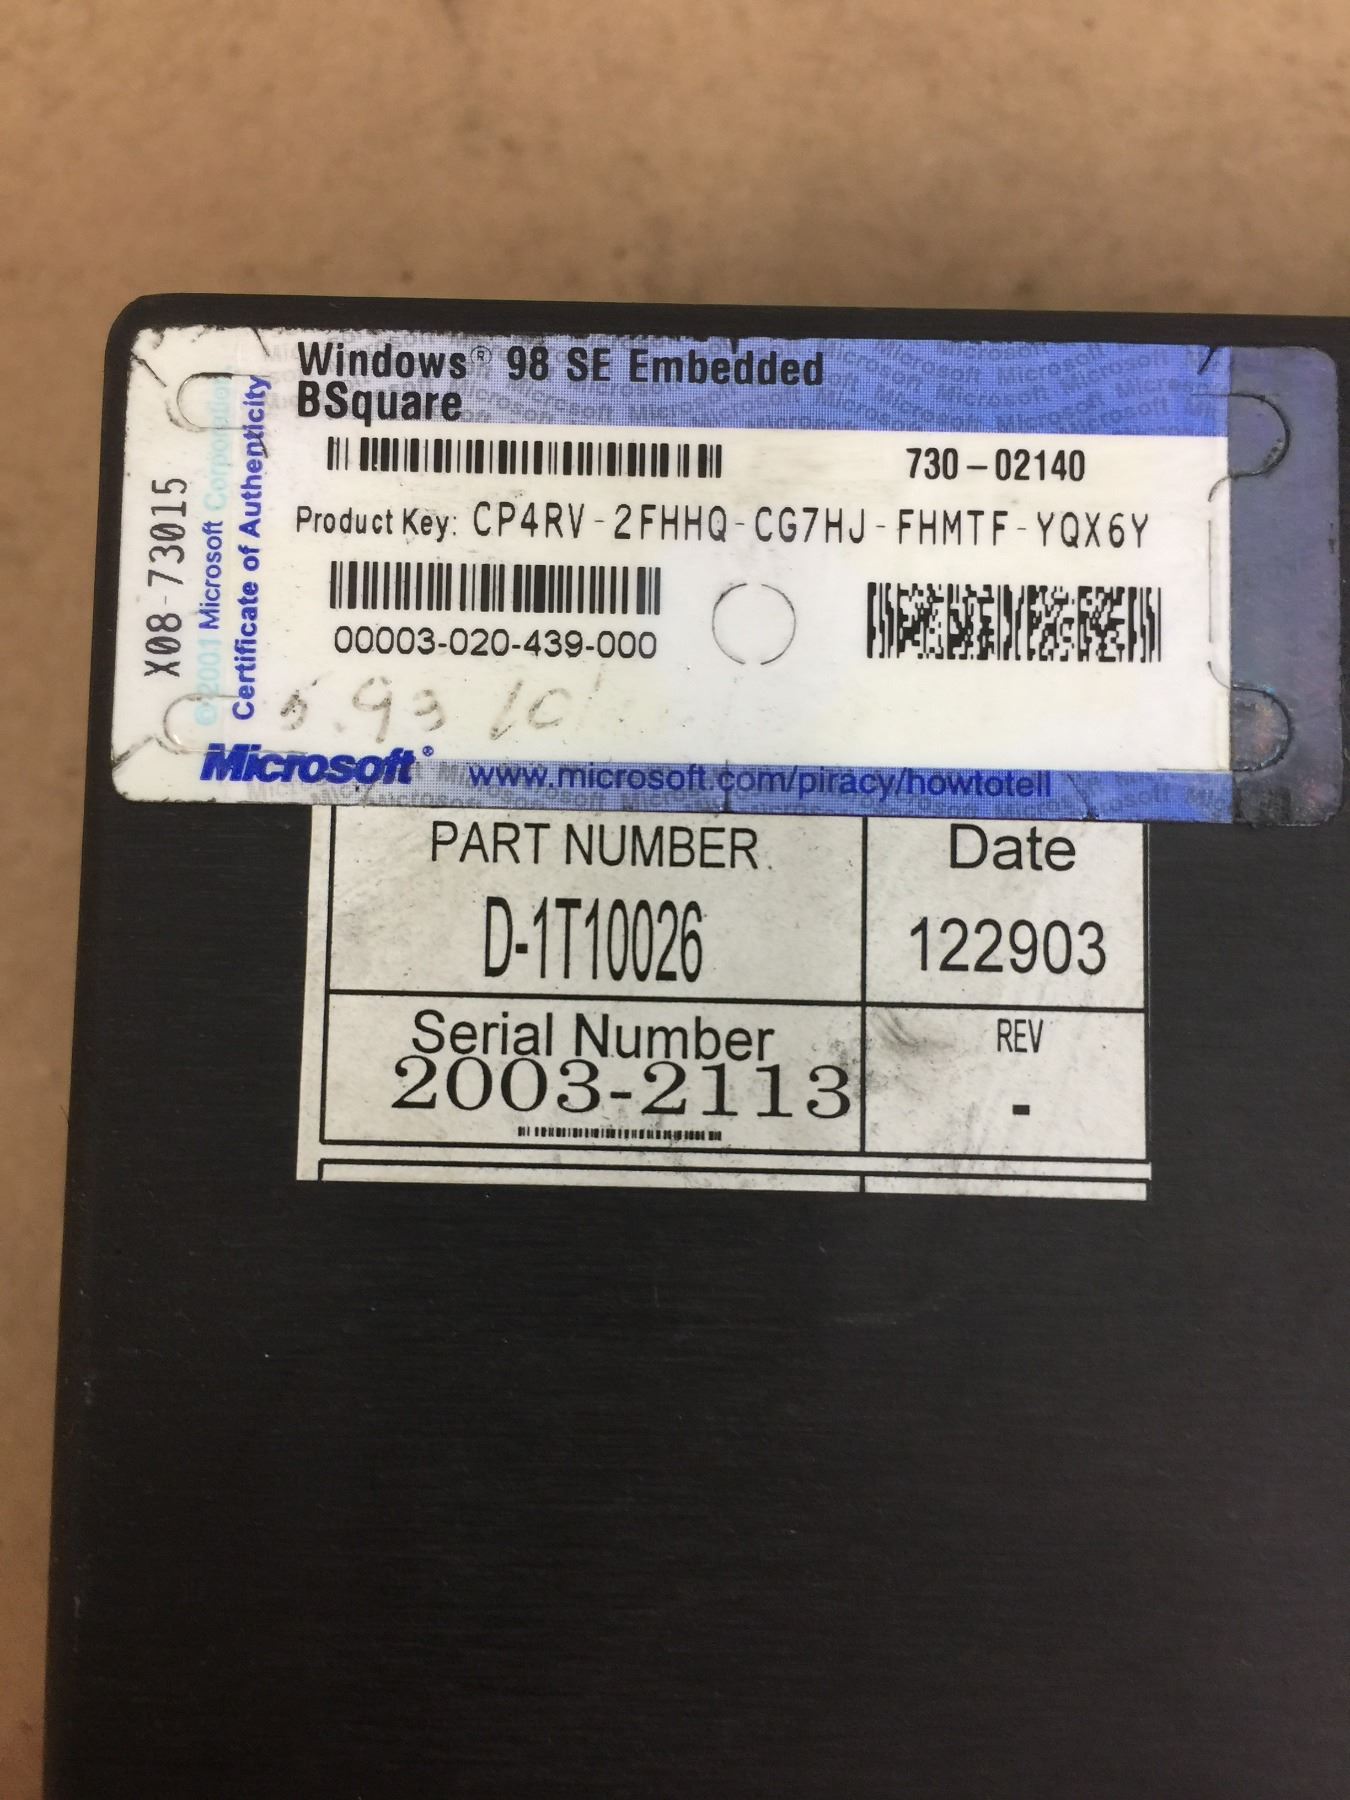 Windows® 98 SE Embedded
BSquare
730-02140
Product Key: CP4RV-2FHHQ-CG7HJ-FHMTF-YQX6Y
00003-020-439-000
X08-73015
©2001 Microsoft Corporation
Certificate of Authenticity
5.93
Microsoft®
www.microsoft.com/piracy/howtotell
PART NUMBER
D-1T10026
Date
122903
Serial Number
2003-2113
REV
-